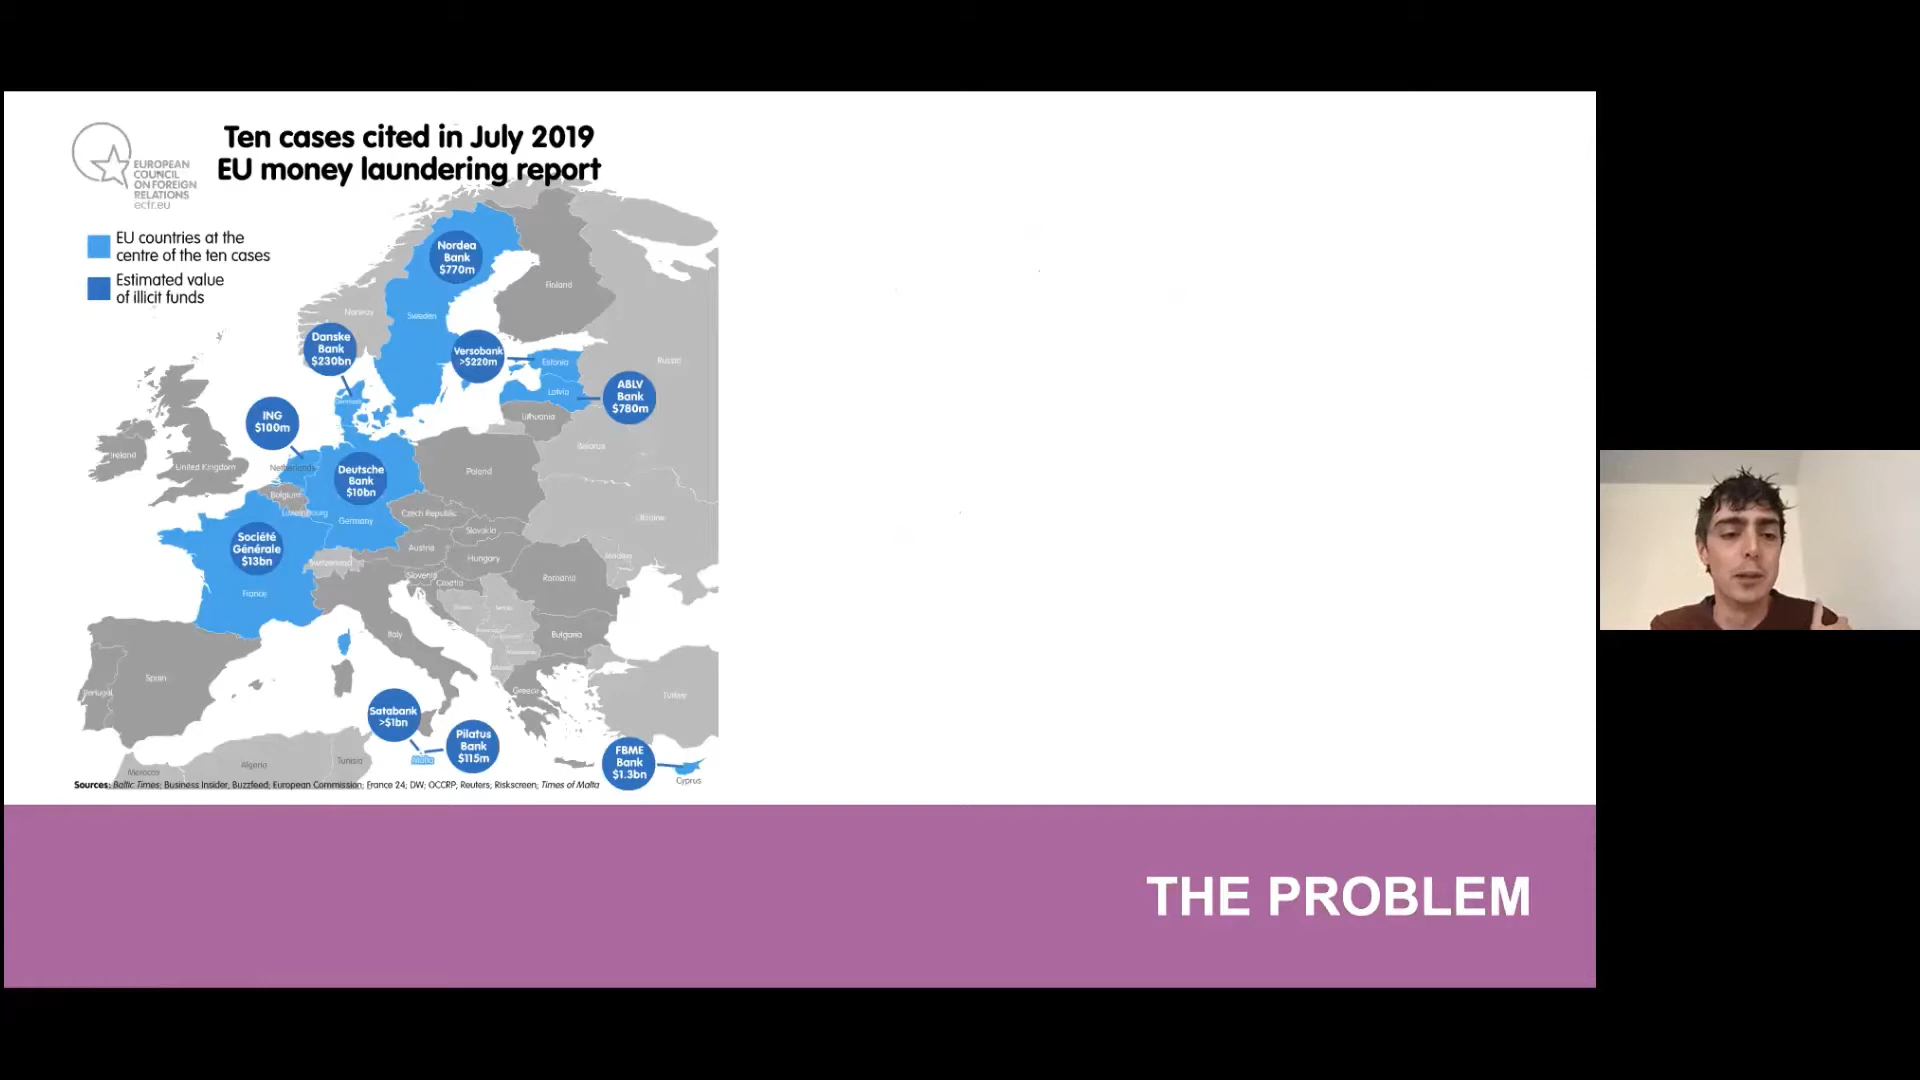 Ten cases cited in July 2019
EU money laundering report
EUROPEAN
COUNCIL
ON FOREIGN
RELATIONS
ecfr.eu
EU countries at the
centre of the ten cases
Estimated value
of illicit funds
Nordea
Bank
$770m
Finland
Norway
Sweden
Danske
Bank
$230bn
Versobank
>$220m
Estonia
Russia
Latvia
ABLV
Bank
$780m
Denmark
ING
$100m
Lithuania
Belarus
Ireland
United Kingdom
Netherlands
Deutsche
Bank
$10bn
Poland
Belgium
Luxembourg
Germany
Czech Republic
Ukraine
Slovakia
Société
Générale
$13bn
Austria
Hungary
Switzerland
Slovenia
Croatia
Romania
France
Italy
Bulgaria
Spain
Portugal
Greece
Turkey
Satabank
>$1bn
Pilatus
Bank
$115m
Malta
FBME
Bank
$1.3bn
Cyprus
Morocco
Algeria
Tunisia
Sources: Baltic Times; Business Insider; Buzzfeed; European Commission; France 24; DW; OCCRP; Reuters; Riskscreen; Times of Malta
THE PROBLEM